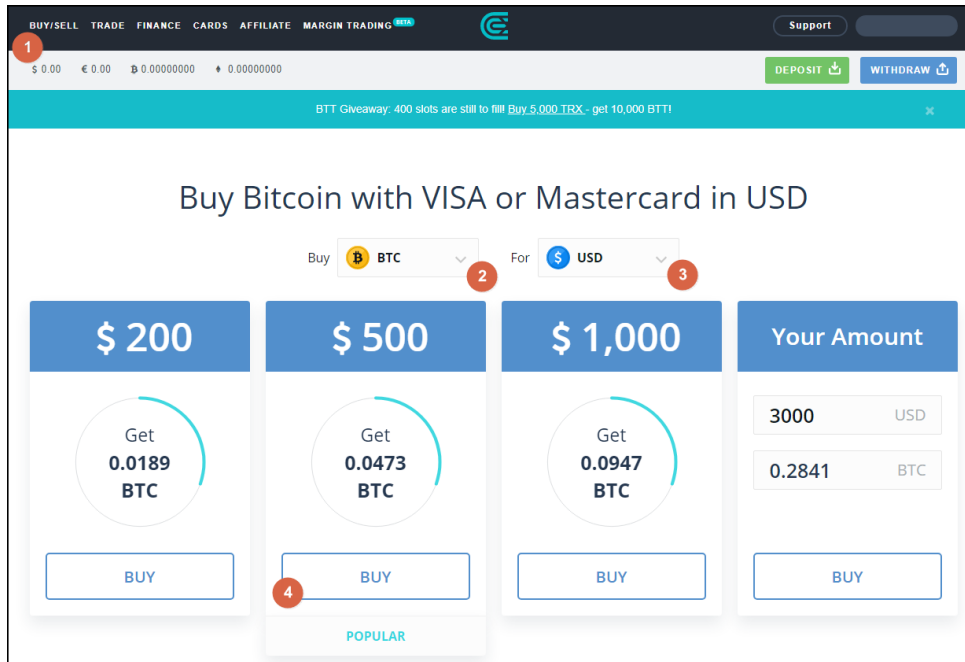 BUY/SELL TRADE FINANCE CARDS AFFILIATE MARGIN TRADING BETA Support
1
$ 0.00 € 0.00 ₿ 0.00000000 ♦ 0.00000000 DEPOSIT WITHDRAW
BTT Giveaway: 400 slots are still to fill! Buy 5,000 TRX - get 10,000 BTT! ×
Buy Bitcoin with VISA or Mastercard in USD
Buy BTC For USD
2 3
$ 200 $ 500 $ 1,000 Your Amount
3000 USD
Get Get Get
0.0189 0.0473 0.0947 0.2841 BTC
BTC BTC BTC
BUY BUY BUY BUY
4
POPULAR